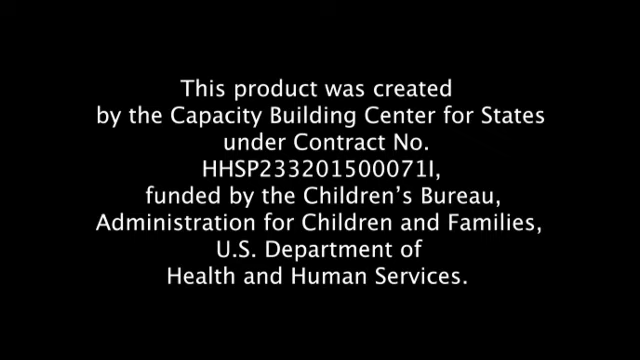 This product was created
by the Capacity Building Center for States
under Contract No.
HHSP233201500071I,
funded by the Children’s Bureau,
Administration for Children and Families,
U.S. Department of
Health and Human Services.